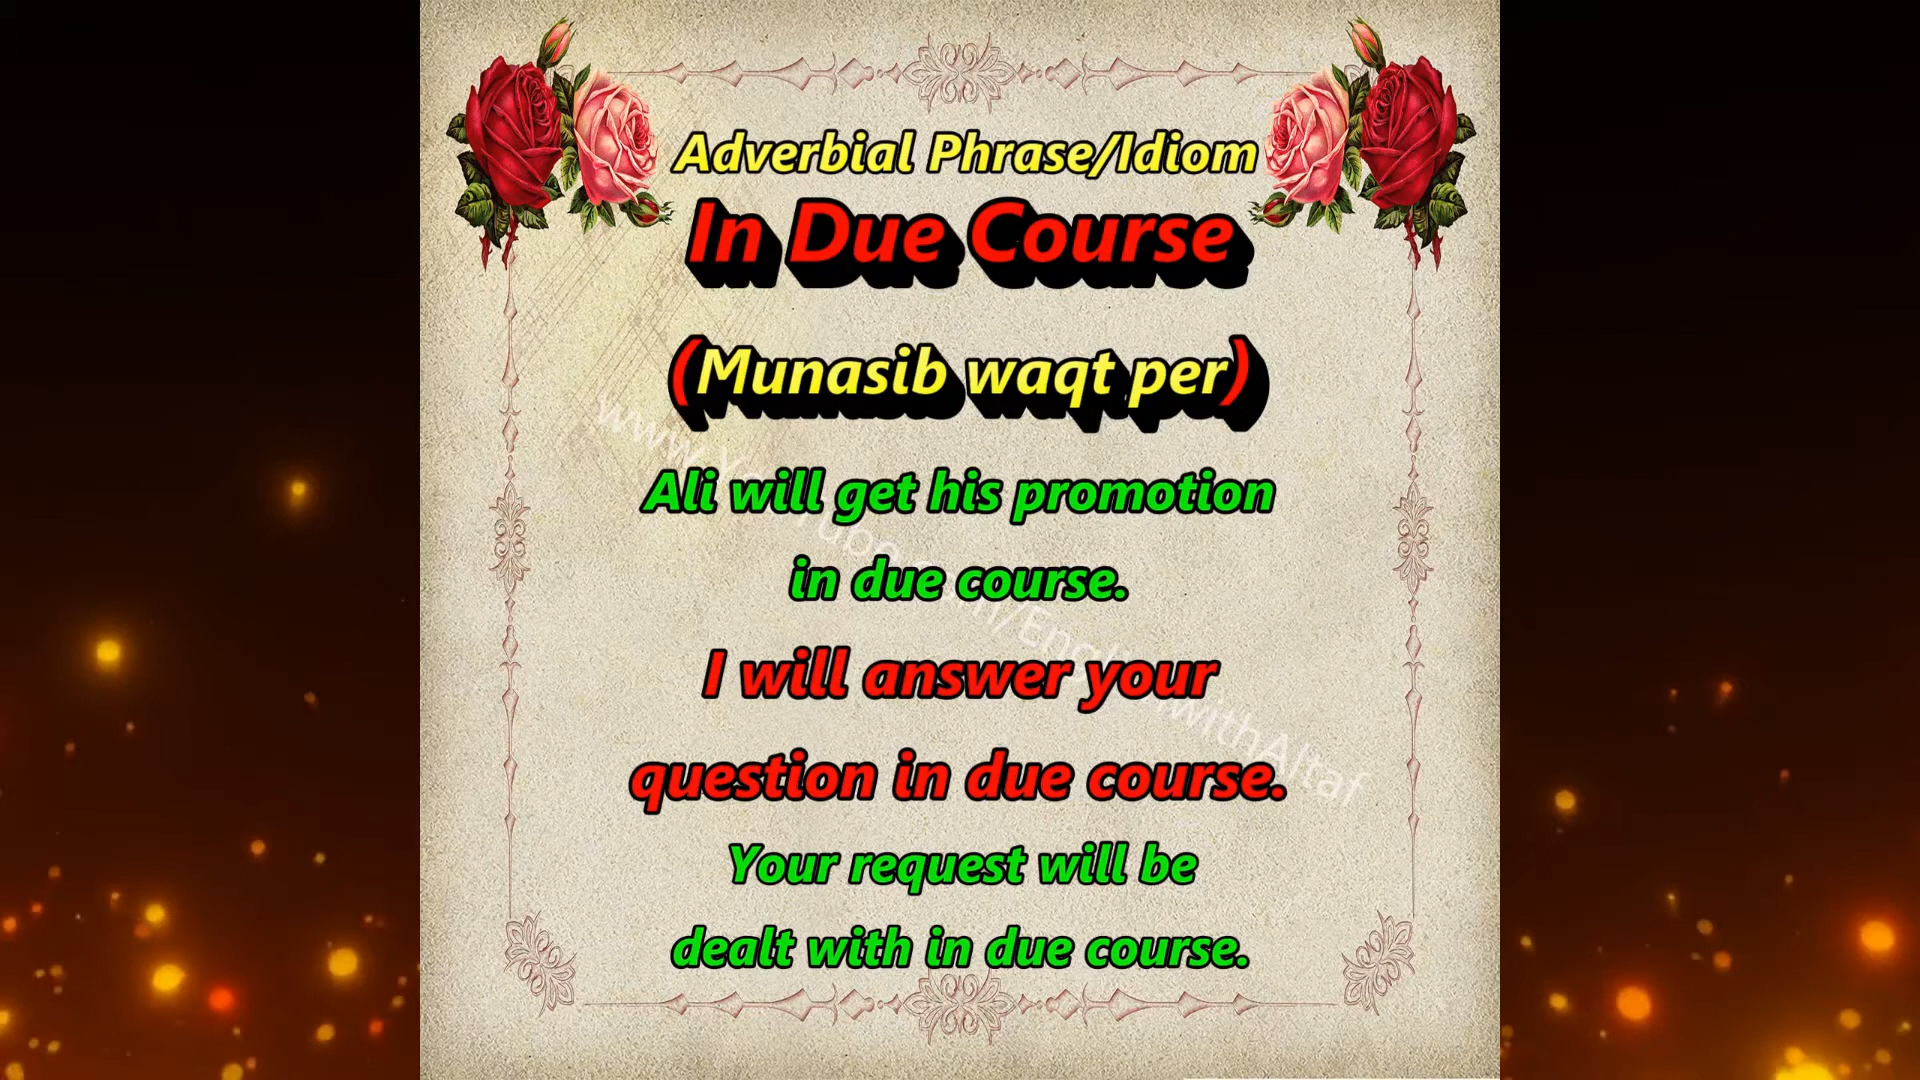 Adverbial Phrase/Idiom
In Due Course
(Munasib waqt per)
Ali will get his promotion
in due course.
I will answer your
question in due course.
Your request will be
dealt with in due course.